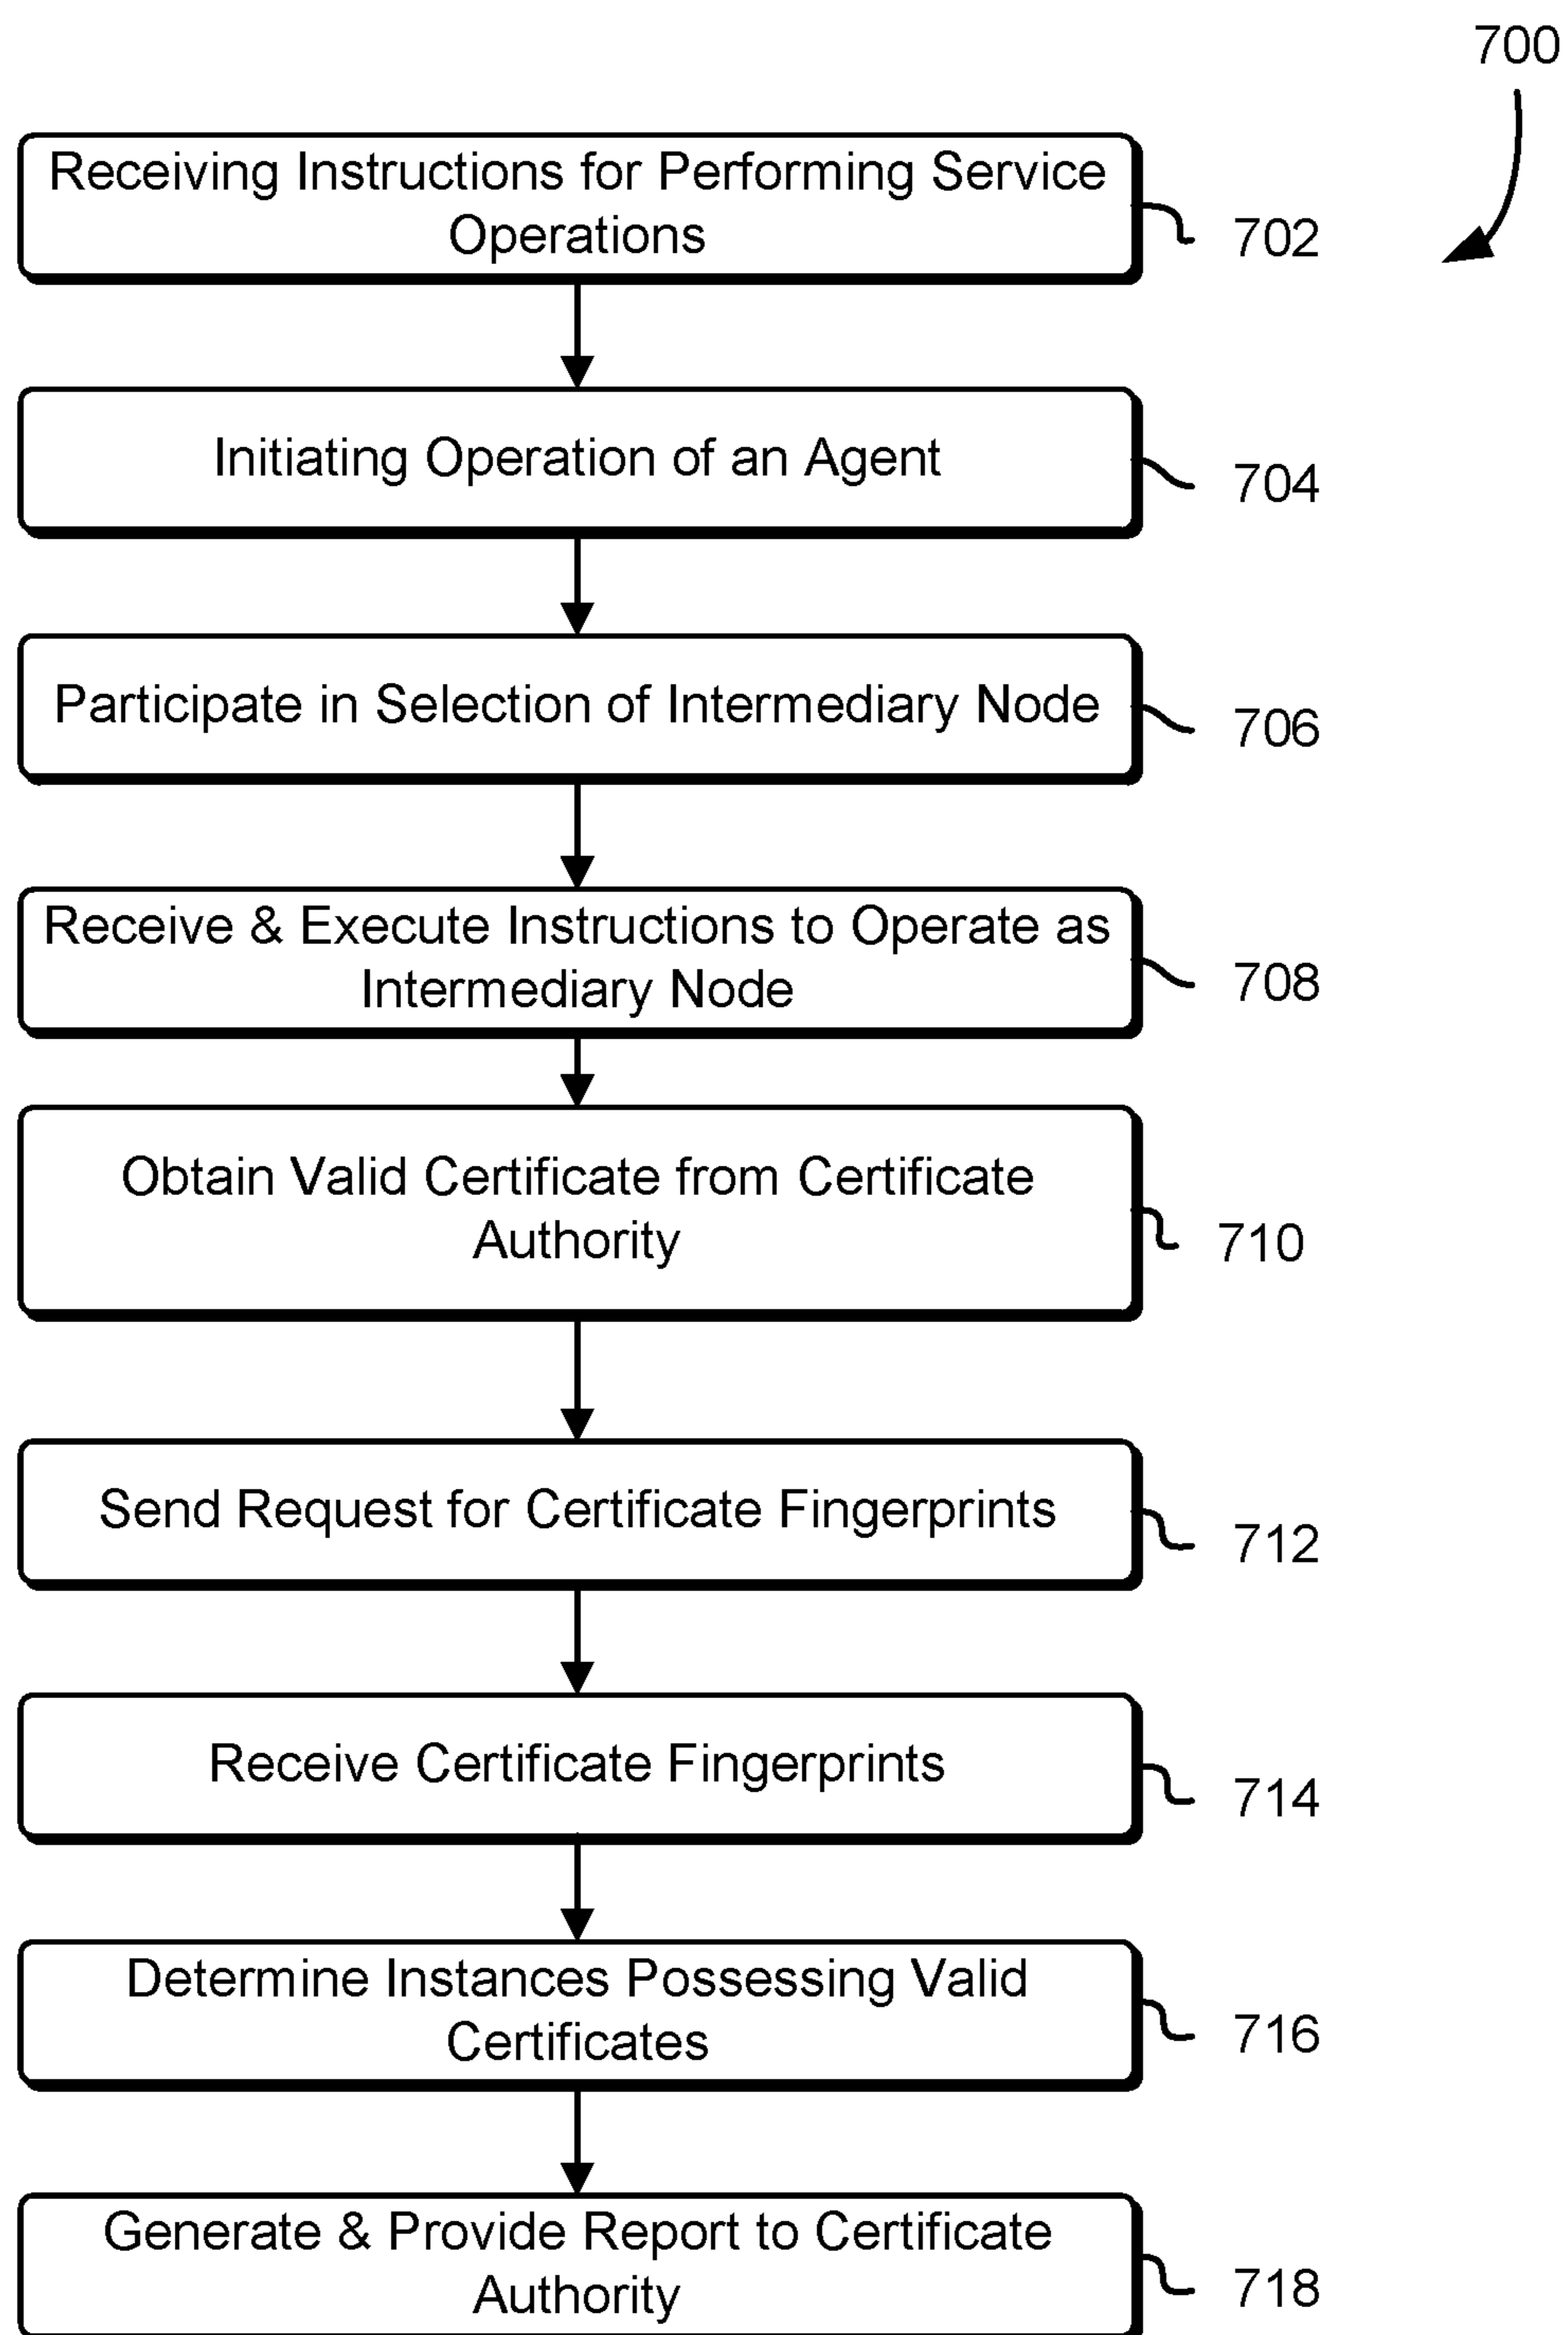 700
Receiving Instructions for Performing Service
Operations
702
Initiating Operation of an Agent
704
Participate in Selection of Intermediary Node
706
Receive & Execute Instructions to Operate as
Intermediary Node
708
Obtain Valid Certificate from Certificate
Authority
710
Send Request for Certificate Fingerprints
712
Receive Certificate Fingerprints
714
Determine Instances Possessing Valid
Certificates
716
Generate & Provide Report to Certificate
Authority
718